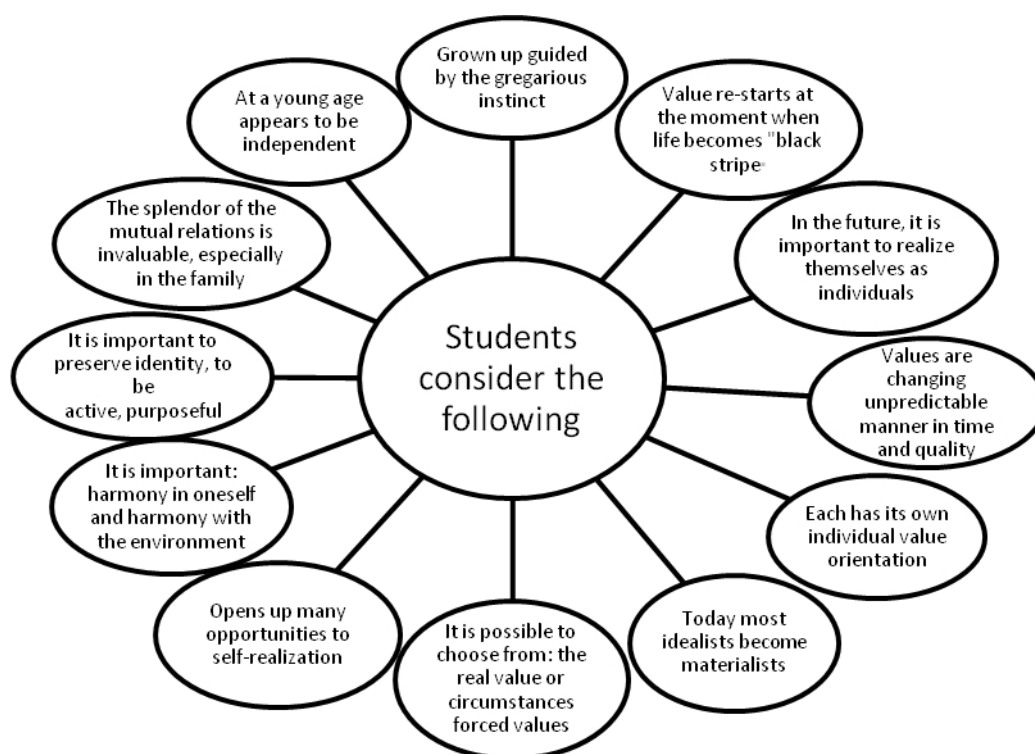 Students
consider the
following
Grown up guided
by the gregarious
instinct
Value re-starts at
the moment when
life becomes "black
stripe"
In the future, it is
important to realize
themselves as
individuals
Values are
changing
unpredictable
manner in time
and quality
Each has its own
individual value
orientation
Today most
idealists become
materialists
It is possible to
choose from: the
real value or
circumstances
forced values
Opens up many
opportunities to
self-realization
It is important:
harmony in oneself
and harmony with
the environment
It is important to
preserve identity, to
be
active, purposeful
The splendor of the
mutual relations is
invaluable, especially
in the family
At a young age
appears to be
independent